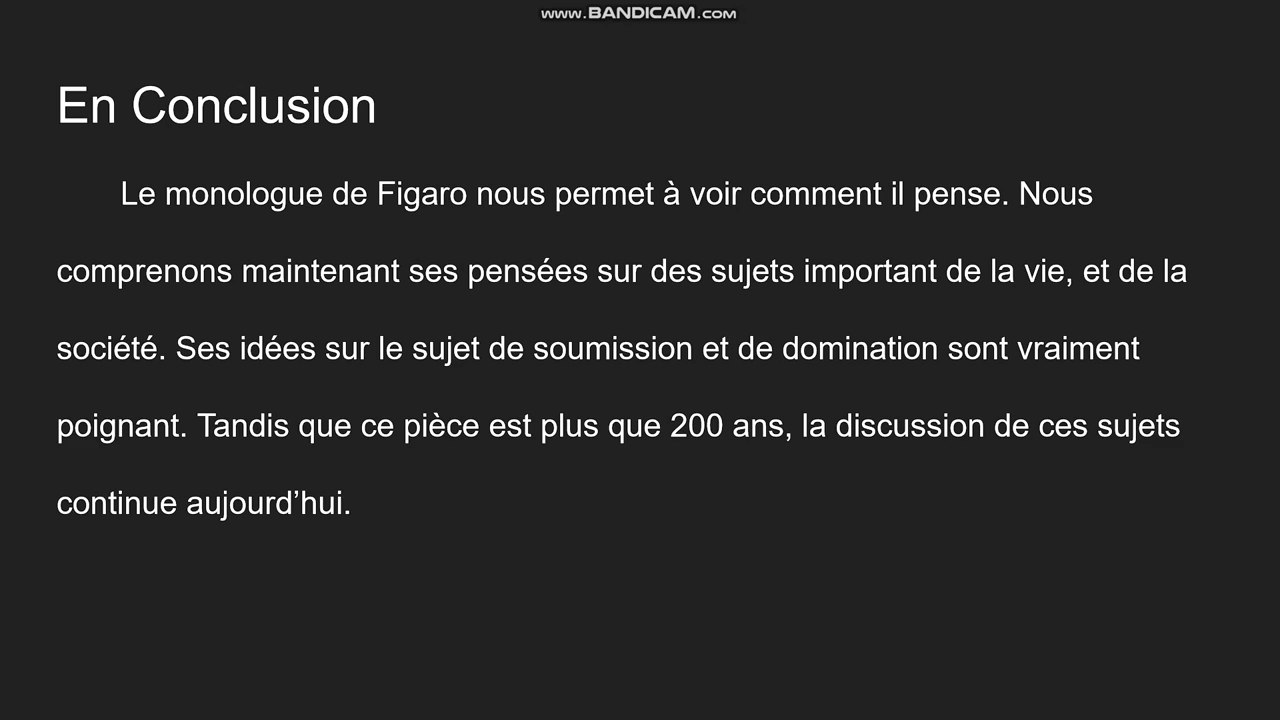 www.BANDICAM.com
En Conclusion
Le monologue de Figaro nous permet à voir comment il pense. Nous
comprenons maintenant ses pensées sur des sujets important de la vie, et de la
société. Ses idées sur le sujet de soumission et de domination sont vraiment
poignant. Tandis que ce pièce est plus que 200 ans, la discussion de ces sujets
continue aujourd’hui.